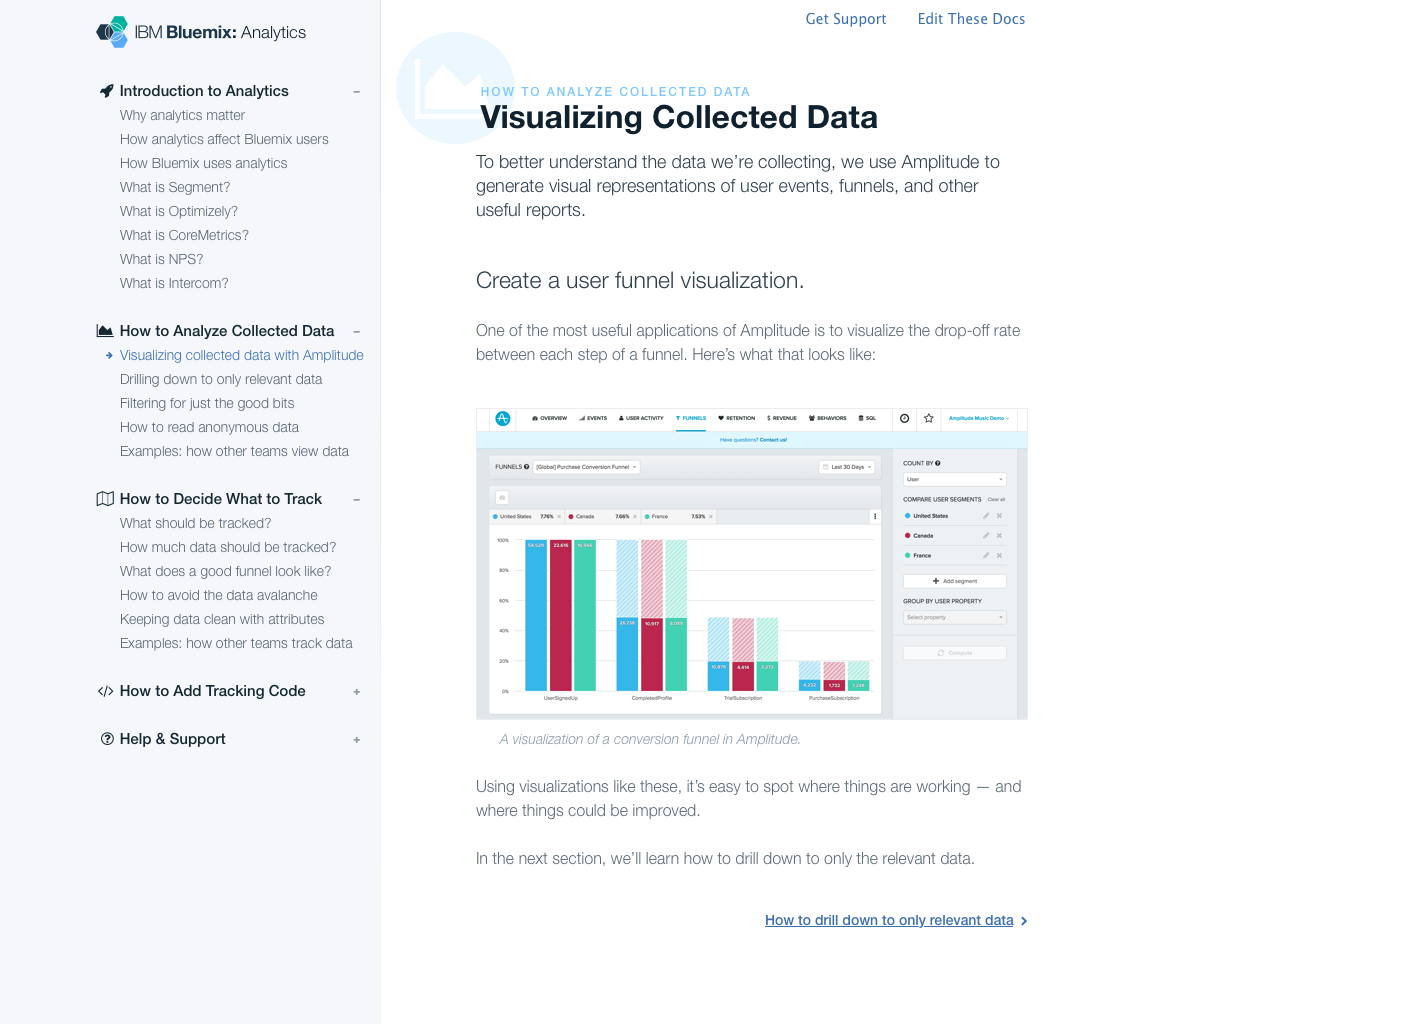 IBM Bluemix: Analytics
Introduction to Analytics –
Why analytics matter
How analytics affect Bluemix users
How Bluemix uses analytics
What is Segment?
What is Optimizely?
What is CoreMetrics?
What is NPS?
What is Intercom?
How to Analyze Collected Data –
Visualizing collected data with Amplitude
Drilling down to only relevant data
Filtering for just the good bits
How to read anonymous data
Examples: how other teams view data
How to Decide What to Track –
What should be tracked?
How much data should be tracked?
What does a good funnel look like?
How to avoid the data avalanche
Keeping data clean with attributes
Examples: how other teams track data
How to Add Tracking Code +
Help & Support +
Get Support Edit These Docs
HOW TO ANALYZE COLLECTED DATA
Visualizing Collected Data
To better understand the data we’re collecting, we use Amplitude to
generate visual representations of user events, funnels, and other
useful reports.
Create a user funnel visualization.
One of the most useful applications of Amplitude is to visualize the drop-off rate
between each step of a funnel. Here’s what that looks like:
OVERVIEW EVENTS USER ACTIVITY FUNNELS RETENTION $ REVENUE BEHAVIORS SQL Amplitude Music Demo
Have questions? Contact us!
FUNNELS [Global] Purchase Conversion Funnel Last 30 Days
United States 7.76% × Canada 7.66% × France 7.53% ×
100%
80%
60%
40%
20%
0%
54,528 22,616
26,738 10,917 8,089
10,879 4,414 3,273
4,232 1,732 1,248
UserSignedUp CompletedProfile TrialSubscription PurchaseSubscription
COUNT BY
User
COMPARE USER SEGMENTS Clear all
United States
Canada
France
+ Add segment
GROUP BY USER PROPERTY
Select property
Compute
A visualization of a conversion funnel in Amplitude.
Using visualizations like these, it’s easy to spot where things are working — and
where things could be improved.
In the next section, we’ll learn how to drill down to only the relevant data.
How to drill down to only relevant data